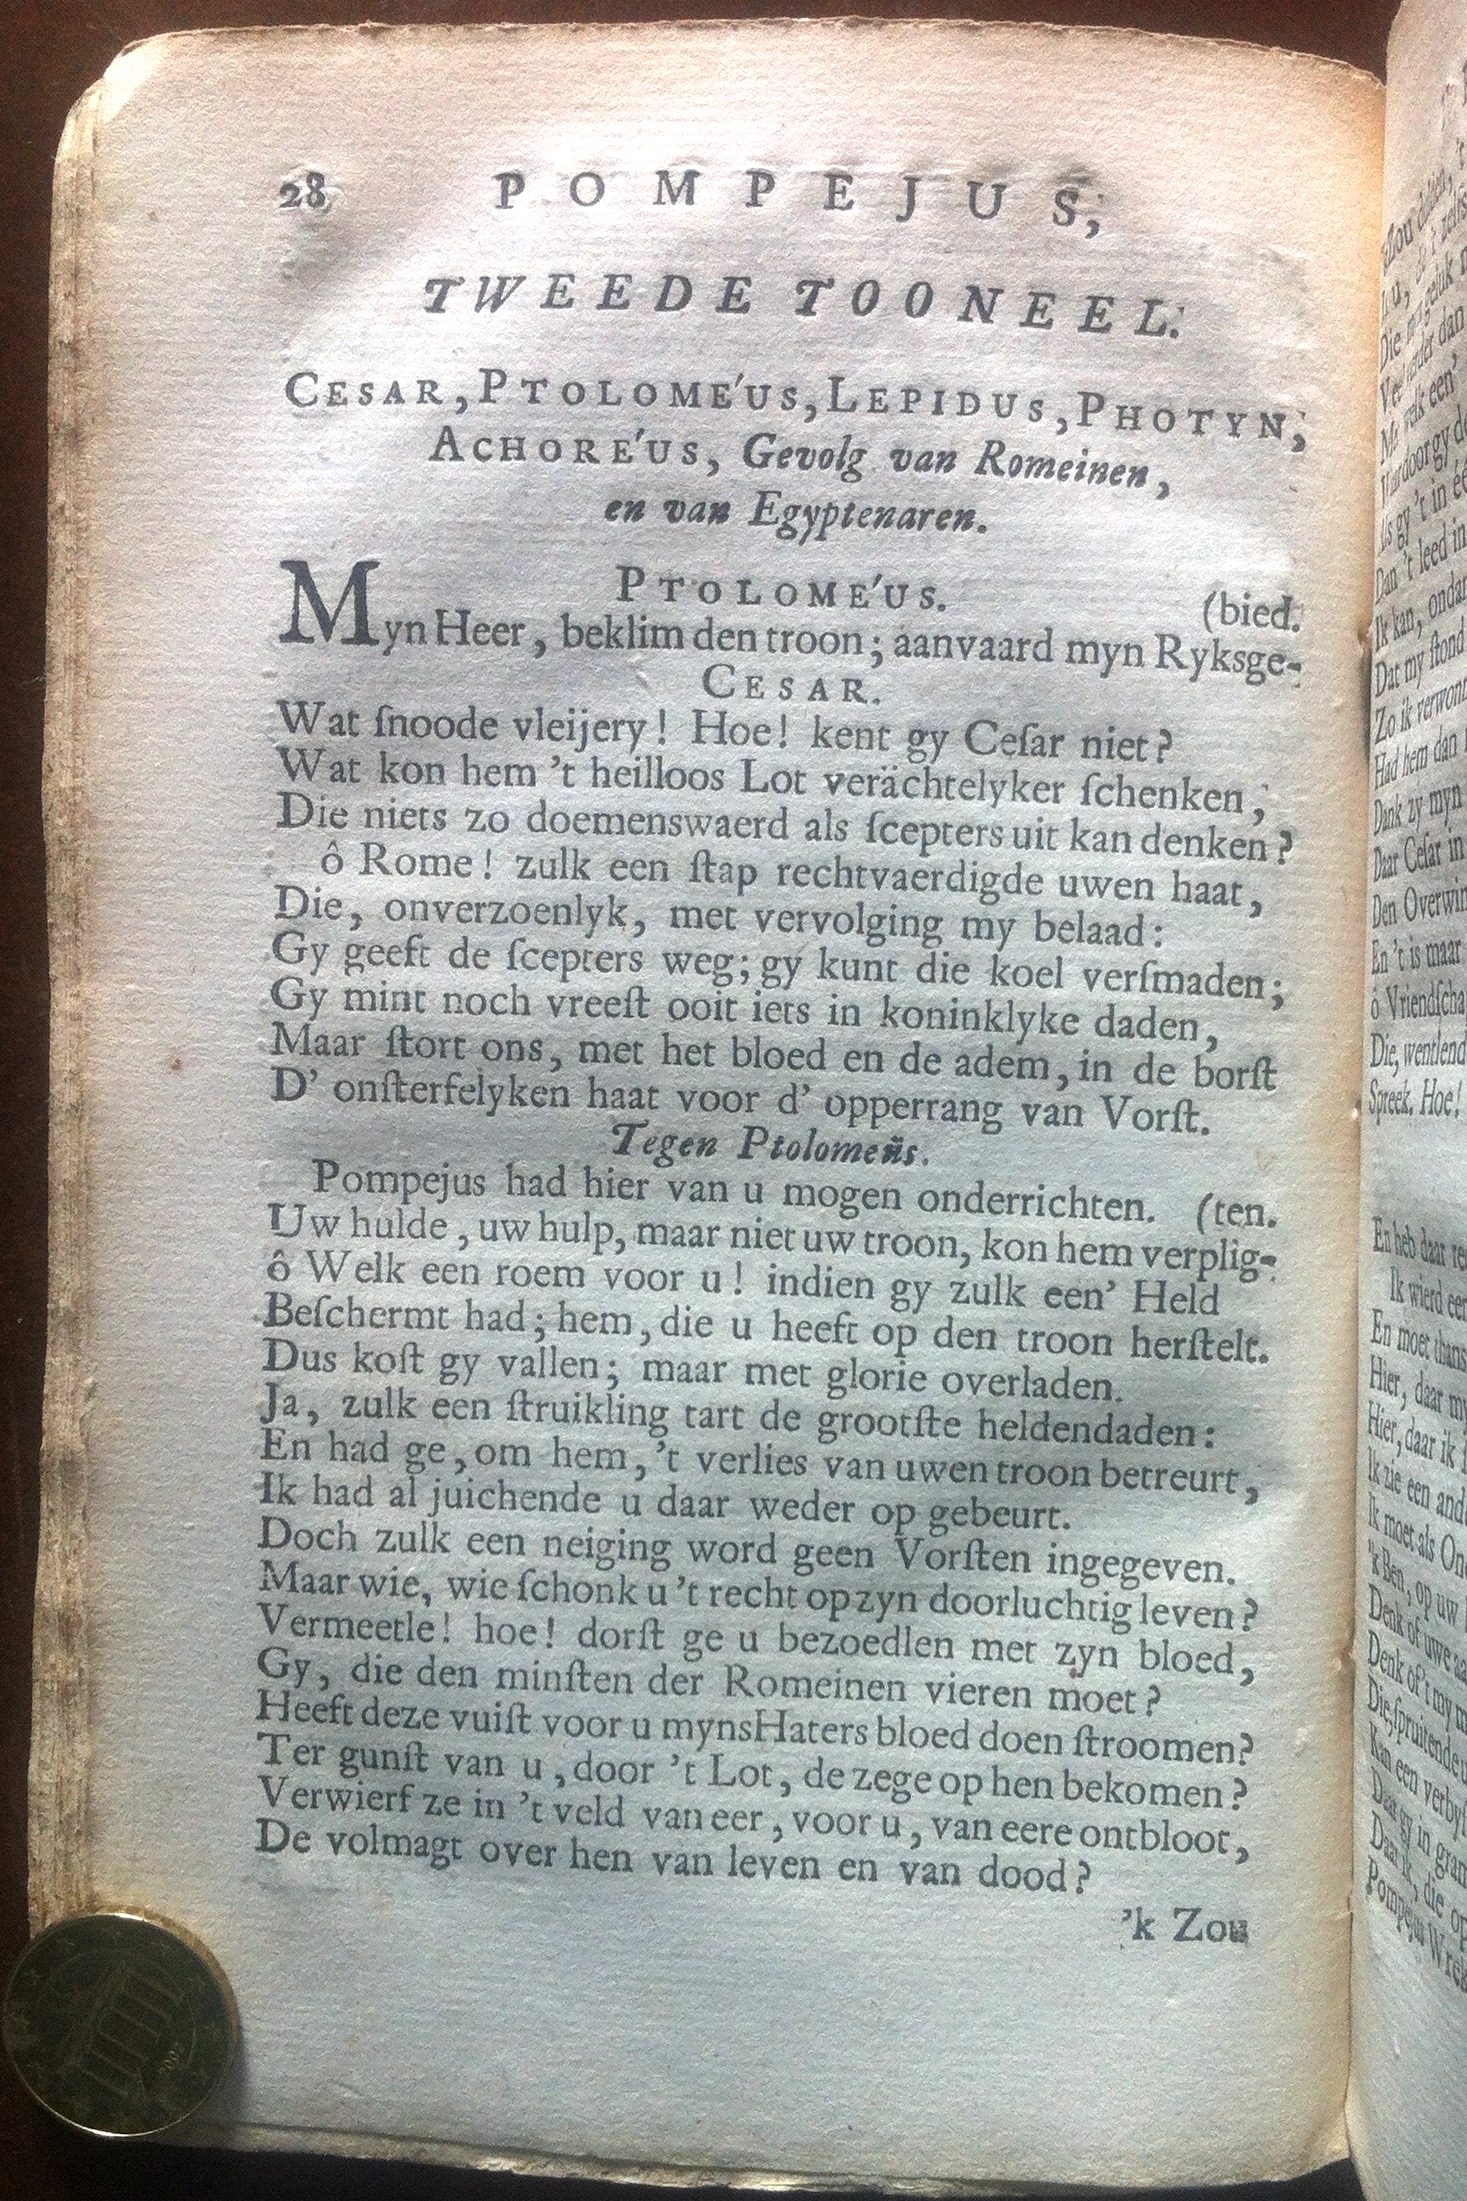 28 POMPEJUS,
TWEEDE TOONEEL.
CESAR, PTOLOME'US, LEPIDUS, PHOTYN,
ACHORE'US, Gevolg van Romeinen,
en van Egyptenaren.
PTOLOME'US. (bied.
Myn Heer, beklim den troon; aanvaard myn Ryksge-
CESAR.
Wat ſnoode vleijery! Hoe! kent gy Ceſar niet?
Wat kon hem 't heilloos Lot verächtelyker ſchenken,
Die niets zo doemenswaerd als ſcepters uit kan denken?
ô Rome! zulk een ſtap rechtvaerdigde uwen haat,
Die, onverzoenlyk, met vervolging my belaad:
Gy geeft de ſcepters weg; gy kunt die koel verſmaden;
Gy mint noch vreeſt ooit iets in koninklyke daden,
Maar ſtort ons, met het bloed en de adem, in de borſt
D' onſterfelyken haat voor d' opperrang van Vorſt.
Tegen Ptolomeüs.
Pompejus had hier van u mogen onderrichten. (ten.
Uw hulde, uw hulp, maar niet uw troon, kon hem verplig-
ô Welk een roem voor u! indien gy zulk een' Held
Beſchermt had; hem, die u heeft op den troon herſtelt.
Dus koſt gy vallen; maar met glorie overladen.
Ja, zulk een ſtruikling tart de grootſte heldendaden:
En had ge, om hem, 't verlies van uwen troon betreurt,
Ik had al juichende u daar weder op gebeurt.
Doch zulk een neiging word geen Vorſten ingegeven.
Maar wie, wie ſchonk u 't recht op zyn doorluchtig leven?
Vermeetle! hoe! dorſt ge u bezoedlen met zyn bloed,
Gy, die den minſten der Romeinen vieren moet?
Heeft deze vuiſt voor u myns Haters bloed doen ſtroomen?
Ter gunſt van u, door 't Lot, de zege op hen bekomen?
Verwierf ze in 't veld van eer, voor u, van eere ontbloot,
De volmagt over hen van leven en van dood?
'k Zou